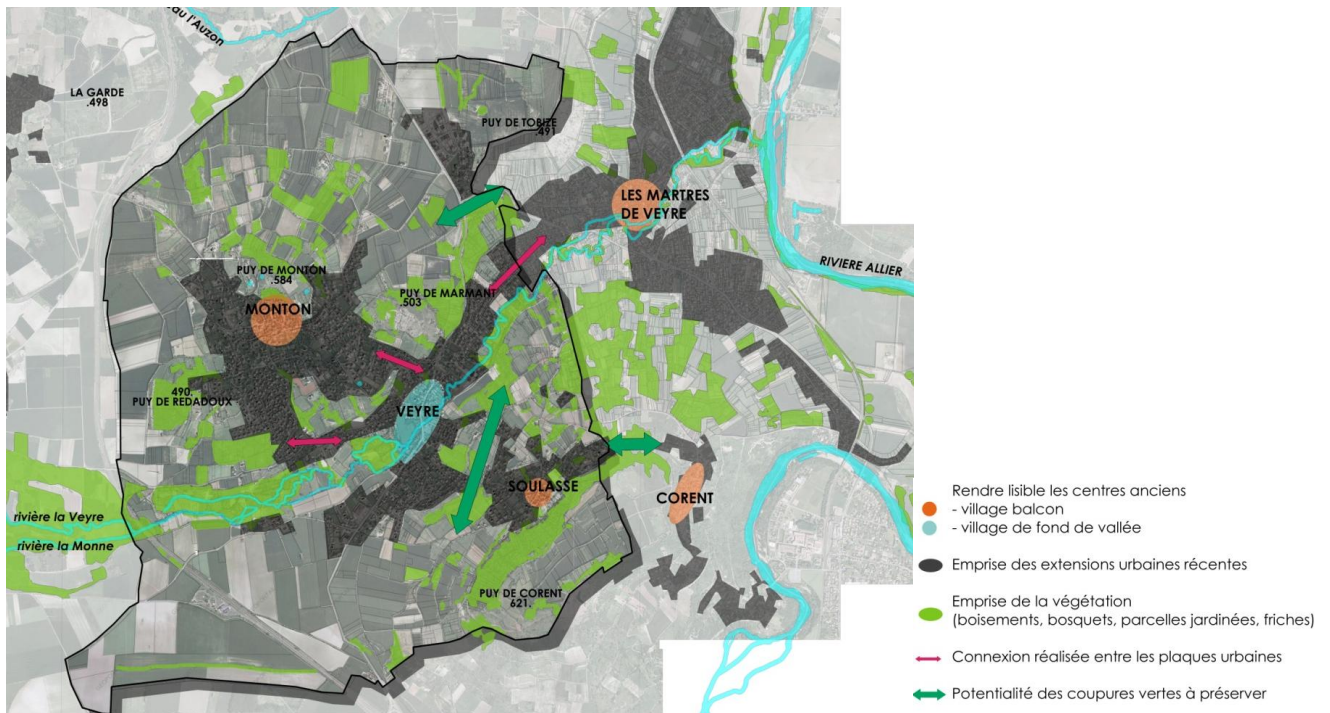 au l'Auzon
LA GARDE
.498
PUY DE TOBIZE
.491
LES MARTRES
DE VEYRE
RIVIERE ALLIER
PUY DE MONTON
.584
MONTON
PUY DE MARMANT
.503
490.
PUY DE REDADOUX
VEYRE
SOULASSE
CORENT
rivière la Veyre
rivière la Monne
PUY DE CORENT
621.
Rendre lisible les centres anciens
- village balcon
- village de fond de vallée
Emprise des extensions urbaines récentes
Emprise de la végétation
(boisements, bosquets, parcelles jardinées, friches)
Connexion réalisée entre les plaques urbaines
Potentialité des coupures vertes à préserver